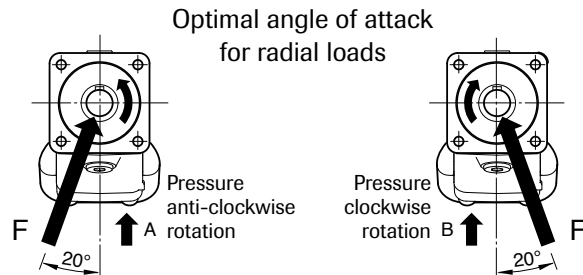 Optimal angle of attack
for radial loads
Pressure
anti-clockwise
A rotation
F
20°
Pressure
clockwise
rotation B
F
20°